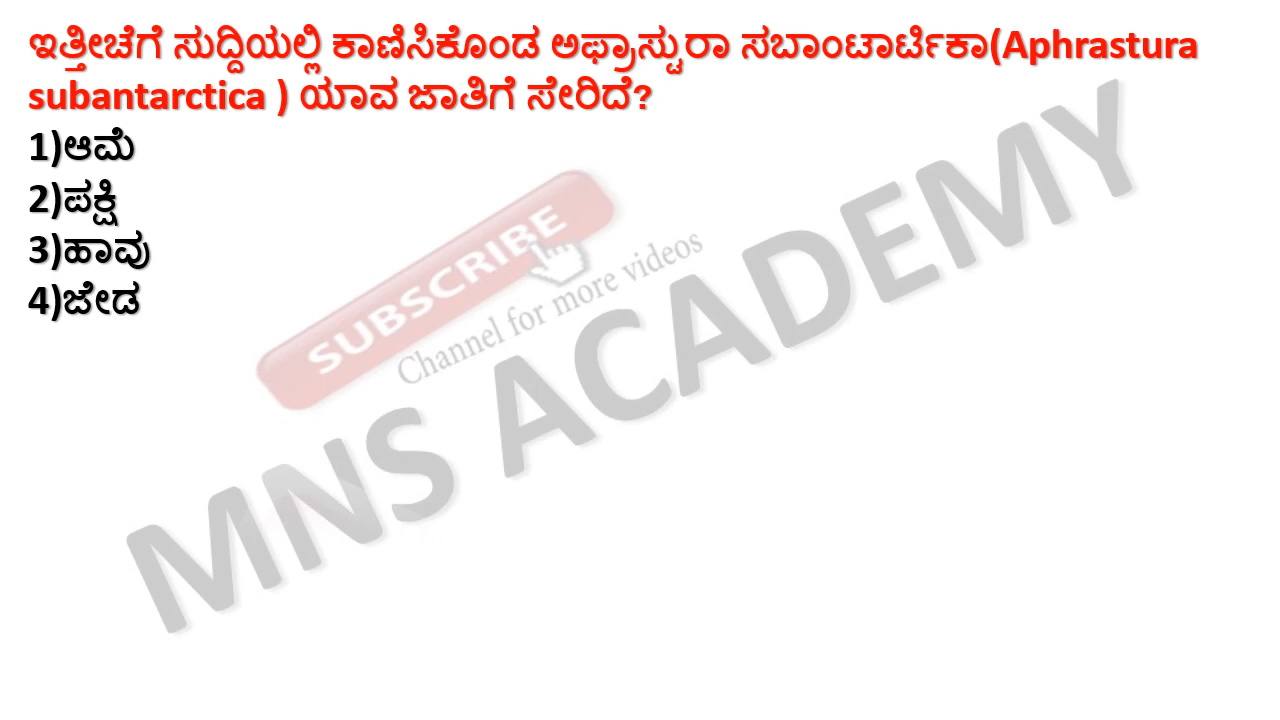 ಇತ್ತೀಚೆಗೆ ಸುದ್ದಿಯಲ್ಲಿ ಕಾಣಿಸಿಕೊಂಡ ಅಫ್ರಾಸ್ಟುರಾ ಸಬಾಂಟಾರ್ಟಿಕಾ(Aphrastura
subantarctica ) ಯಾವ ಜಾತಿಗೆ ಸೇರಿದೆ?
1)ಆಮೆ
2)ಪಕ್ಷಿ
3)ಹಾವು
4)ಜೇಡ
SUBSCRIBE
Channel for more videos
MNS ACADEMY